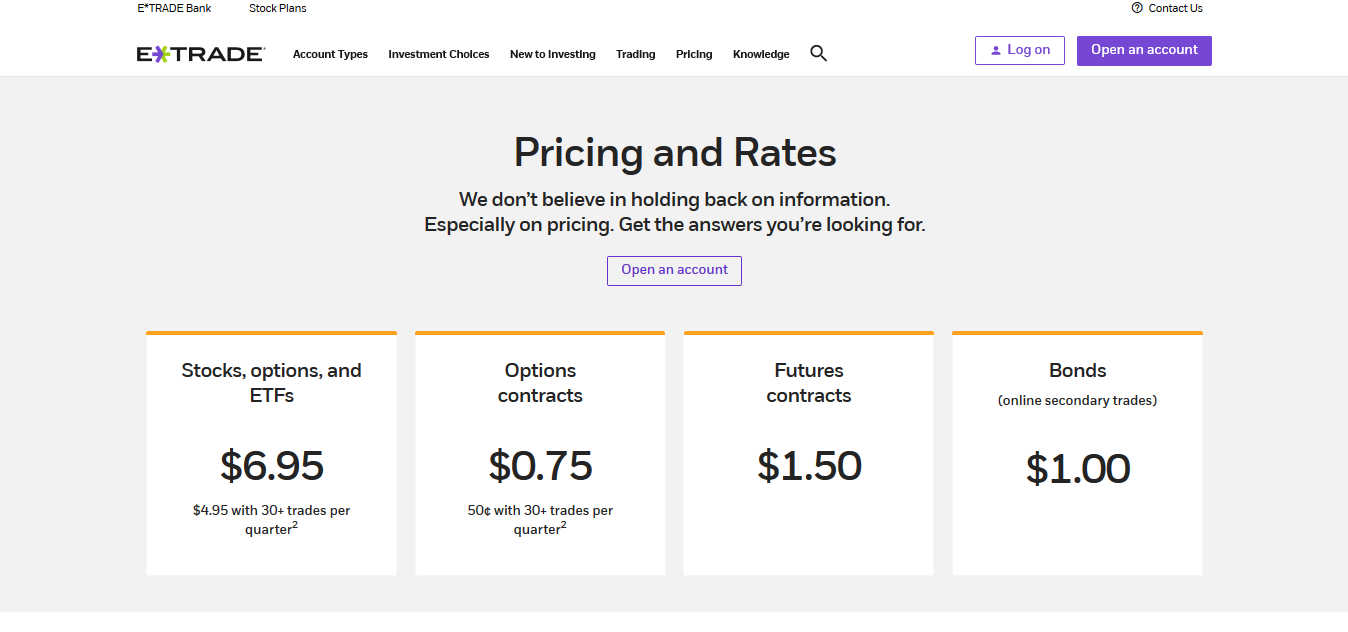 E*TRADE Bank Stock Plans Contact Us
E*TRADE Account Types Investment Choices New to Investing Trading Pricing Knowledge Log on Open an account
Pricing and Rates
We don't believe in holding back on information.
Especially on pricing. Get the answers you're looking for.
Open an account
Stocks, options, and
ETFs
$6.95
$4.95 with 30+ trades per
quarter2
Options
contracts
$0.75
50¢ with 30+ trades per
quarter2
Futures
contracts
$1.50
Bonds
(online secondary trades)
$1.00